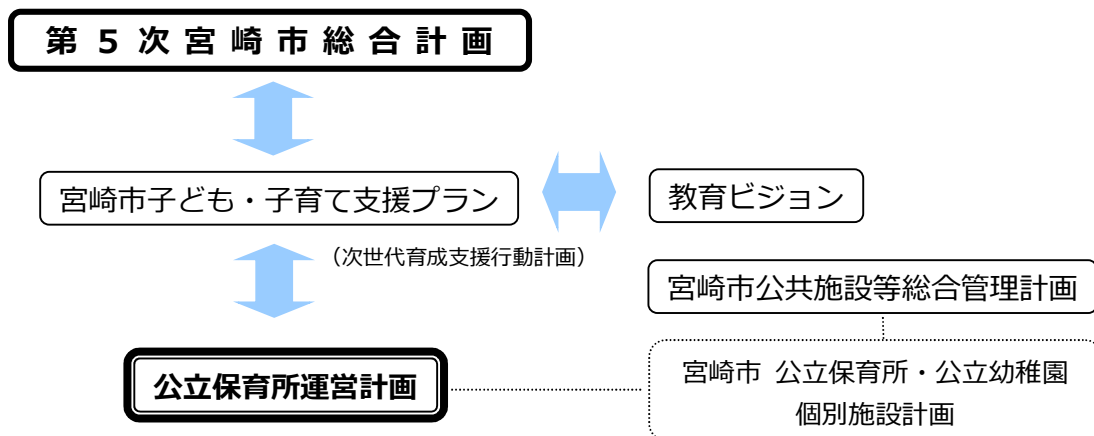 第５次宮崎市総合計画
宮崎市子ども・子育て支援プラン
教育ビジョン
（次世代育成支援行動計画）
宮崎市公共施設等総合管理計画
公立保育所運営計画
宮崎市 公立保育所・公立幼稚園
個別施設計画